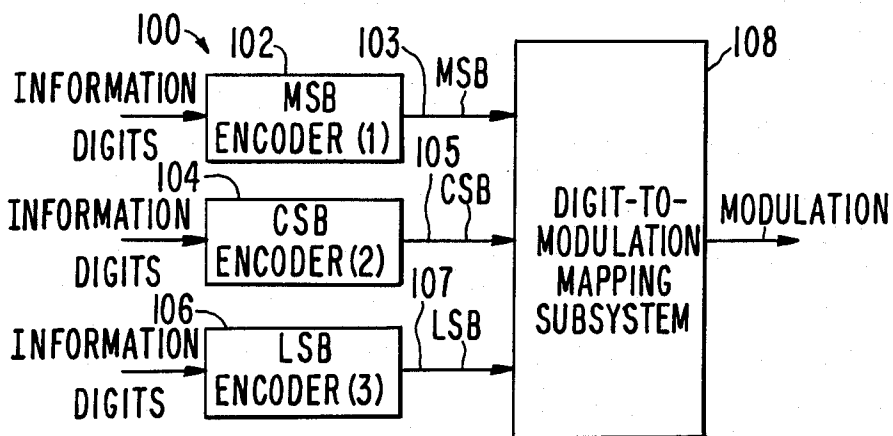 100
102
103
MSB
108
INFORMATION
DIGITS
MSB
ENCODER (1)
104
105
CSB
INFORMATION
DIGITS
CSB
ENCODER (2)
DIGIT-TO-
MODULATION
MAPPING
SUBSYSTEM
MODULATION
106
107
LSB
INFORMATION
DIGITS
LSB
ENCODER (3)